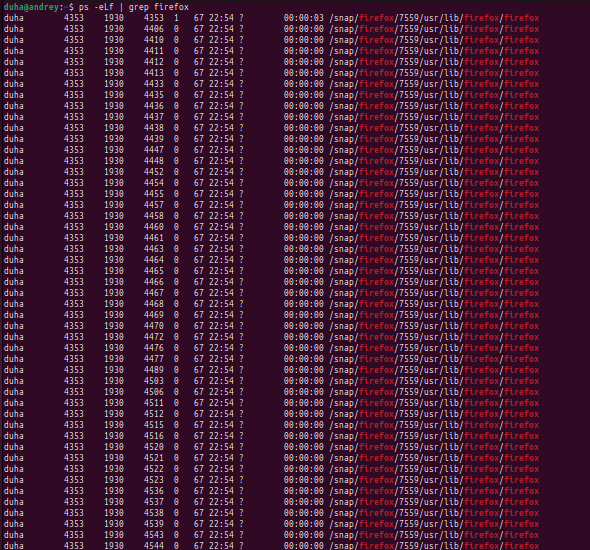 duha@andrey:~$ ps -eLf | grep firefox
duha 4353 1930 4353 1 67 22:54 ? 00:00:03 /snap/firefox/7559/usr/lib/firefox/firefox
duha 4353 1930 4406 0 67 22:54 ? 00:00:00 /snap/firefox/7559/usr/lib/firefox/firefox
duha 4353 1930 4410 0 67 22:54 ? 00:00:00 /snap/firefox/7559/usr/lib/firefox/firefox
duha 4353 1930 4411 0 67 22:54 ? 00:00:00 /snap/firefox/7559/usr/lib/firefox/firefox
duha 4353 1930 4412 0 67 22:54 ? 00:00:00 /snap/firefox/7559/usr/lib/firefox/firefox
duha 4353 1930 4413 0 67 22:54 ? 00:00:00 /snap/firefox/7559/usr/lib/firefox/firefox
duha 4353 1930 4433 0 67 22:54 ? 00:00:00 /snap/firefox/7559/usr/lib/firefox/firefox
duha 4353 1930 4435 0 67 22:54 ? 00:00:00 /snap/firefox/7559/usr/lib/firefox/firefox
duha 4353 1930 4436 0 67 22:54 ? 00:00:00 /snap/firefox/7559/usr/lib/firefox/firefox
duha 4353 1930 4437 0 67 22:54 ? 00:00:00 /snap/firefox/7559/usr/lib/firefox/firefox
duha 4353 1930 4438 0 67 22:54 ? 00:00:00 /snap/firefox/7559/usr/lib/firefox/firefox
duha 4353 1930 4439 0 67 22:54 ? 00:00:00 /snap/firefox/7559/usr/lib/firefox/firefox
duha 4353 1930 4447 0 67 22:54 ? 00:00:00 /snap/firefox/7559/usr/lib/firefox/firefox
duha 4353 1930 4448 0 67 22:54 ? 00:00:00 /snap/firefox/7559/usr/lib/firefox/firefox
duha 4353 1930 4452 0 67 22:54 ? 00:00:00 /snap/firefox/7559/usr/lib/firefox/firefox
duha 4353 1930 4454 0 67 22:54 ? 00:00:00 /snap/firefox/7559/usr/lib/firefox/firefox
duha 4353 1930 4455 0 67 22:54 ? 00:00:00 /snap/firefox/7559/usr/lib/firefox/firefox
duha 4353 1930 4457 0 67 22:54 ? 00:00:00 /snap/firefox/7559/usr/lib/firefox/firefox
duha 4353 1930 4458 0 67 22:54 ? 00:00:00 /snap/firefox/7559/usr/lib/firefox/firefox
duha 4353 1930 4460 0 67 22:54 ? 00:00:00 /snap/firefox/7559/usr/lib/firefox/firefox
duha 4353 1930 4461 0 67 22:54 ? 00:00:00 /snap/firefox/7559/usr/lib/firefox/firefox
duha 4353 1930 4463 0 67 22:54 ? 00:00:00 /snap/firefox/7559/usr/lib/firefox/firefox
duha 4353 1930 4464 0 67 22:54 ? 00:00:00 /snap/firefox/7559/usr/lib/firefox/firefox
duha 4353 1930 4465 0 67 22:54 ? 00:00:00 /snap/firefox/7559/usr/lib/firefox/firefox
duha 4353 1930 4466 0 67 22:54 ? 00:00:00 /snap/firefox/7559/usr/lib/firefox/firefox
duha 4353 1930 4467 0 67 22:54 ? 00:00:00 /snap/firefox/7559/usr/lib/firefox/firefox
duha 4353 1930 4468 0 67 22:54 ? 00:00:00 /snap/firefox/7559/usr/lib/firefox/firefox
duha 4353 1930 4469 0 67 22:54 ? 00:00:00 /snap/firefox/7559/usr/lib/firefox/firefox
duha 4353 1930 4470 0 67 22:54 ? 00:00:00 /snap/firefox/7559/usr/lib/firefox/firefox
duha 4353 1930 4472 0 67 22:54 ? 00:00:00 /snap/firefox/7559/usr/lib/firefox/firefox
duha 4353 1930 4476 0 67 22:54 ? 00:00:00 /snap/firefox/7559/usr/lib/firefox/firefox
duha 4353 1930 4477 0 67 22:54 ? 00:00:00 /snap/firefox/7559/usr/lib/firefox/firefox
duha 4353 1930 4489 0 67 22:54 ? 00:00:00 /snap/firefox/7559/usr/lib/firefox/firefox
duha 4353 1930 4503 0 67 22:54 ? 00:00:00 /snap/firefox/7559/usr/lib/firefox/firefox
duha 4353 1930 4506 0 67 22:54 ? 00:00:00 /snap/firefox/7559/usr/lib/firefox/firefox
duha 4353 1930 4511 0 67 22:54 ? 00:00:00 /snap/firefox/7559/usr/lib/firefox/firefox
duha 4353 1930 4512 0 67 22:54 ? 00:00:00 /snap/firefox/7559/usr/lib/firefox/firefox
duha 4353 1930 4515 0 67 22:54 ? 00:00:00 /snap/firefox/7559/usr/lib/firefox/firefox
duha 4353 1930 4516 0 67 22:54 ? 00:00:00 /snap/firefox/7559/usr/lib/firefox/firefox
duha 4353 1930 4520 0 67 22:54 ? 00:00:00 /snap/firefox/7559/usr/lib/firefox/firefox
duha 4353 1930 4521 0 67 22:54 ? 00:00:00 /snap/firefox/7559/usr/lib/firefox/firefox
duha 4353 1930 4522 0 67 22:54 ? 00:00:00 /snap/firefox/7559/usr/lib/firefox/firefox
duha 4353 1930 4523 0 67 22:54 ? 00:00:00 /snap/firefox/7559/usr/lib/firefox/firefox
duha 4353 1930 4536 0 67 22:54 ? 00:00:00 /snap/firefox/7559/usr/lib/firefox/firefox
duha 4353 1930 4537 0 67 22:54 ? 00:00:00 /snap/firefox/7559/usr/lib/firefox/firefox
duha 4353 1930 4538 0 67 22:54 ? 00:00:00 /snap/firefox/7559/usr/lib/firefox/firefox
duha 4353 1930 4539 0 67 22:54 ? 00:00:00 /snap/firefox/7559/usr/lib/firefox/firefox
duha 4353 1930 4543 0 67 22:54 ? 00:00:00 /snap/firefox/7559/usr/lib/firefox/firefox
duha 4353 1930 4544 0 67 22:54 ? 00:00:00 /snap/firefox/7559/usr/lib/firefox/firefox